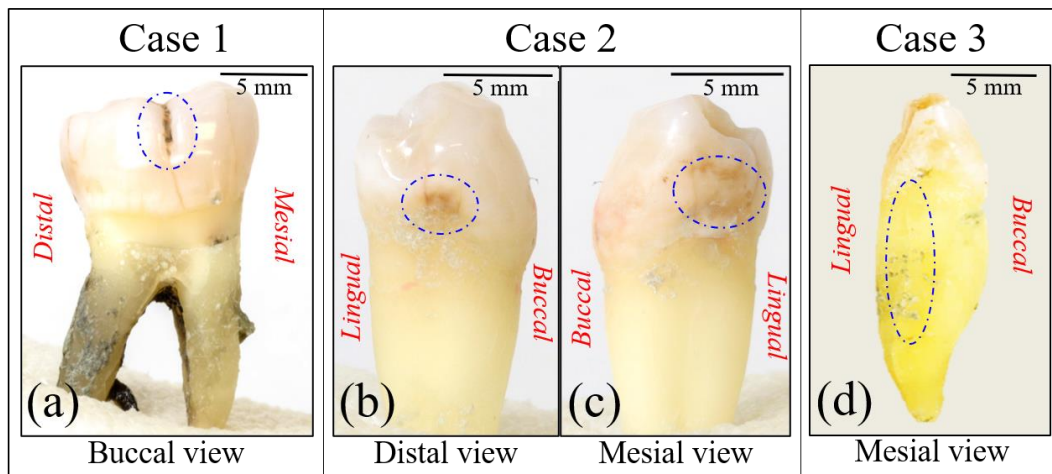 Case 1
Case 2
Case 3
5 mm
5 mm
5 mm
5 mm
Distal
Mesial
Lingual
Buccal
Buccal
Lingual
Lingual
Buccal
(a)
(b)
(c)
(d)
Buccal view
Distal view
Mesial view
Mesial view